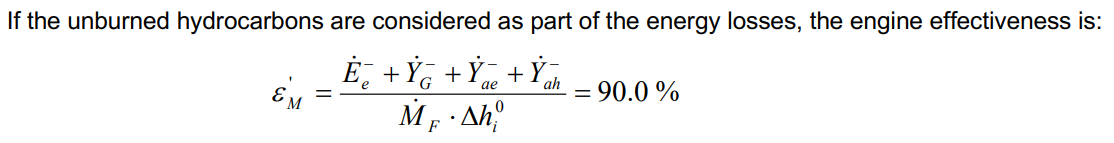 If the unburned hydrocarbons are considered as part of the energy losses, the engine effectiveness is:
ε'_M = (Ė_e^- + Ẏ_G^- + Ẏ_ae^- + Ẏ_ah^-) / (Ṁ_F · Δh_i^0) = 90.0 %